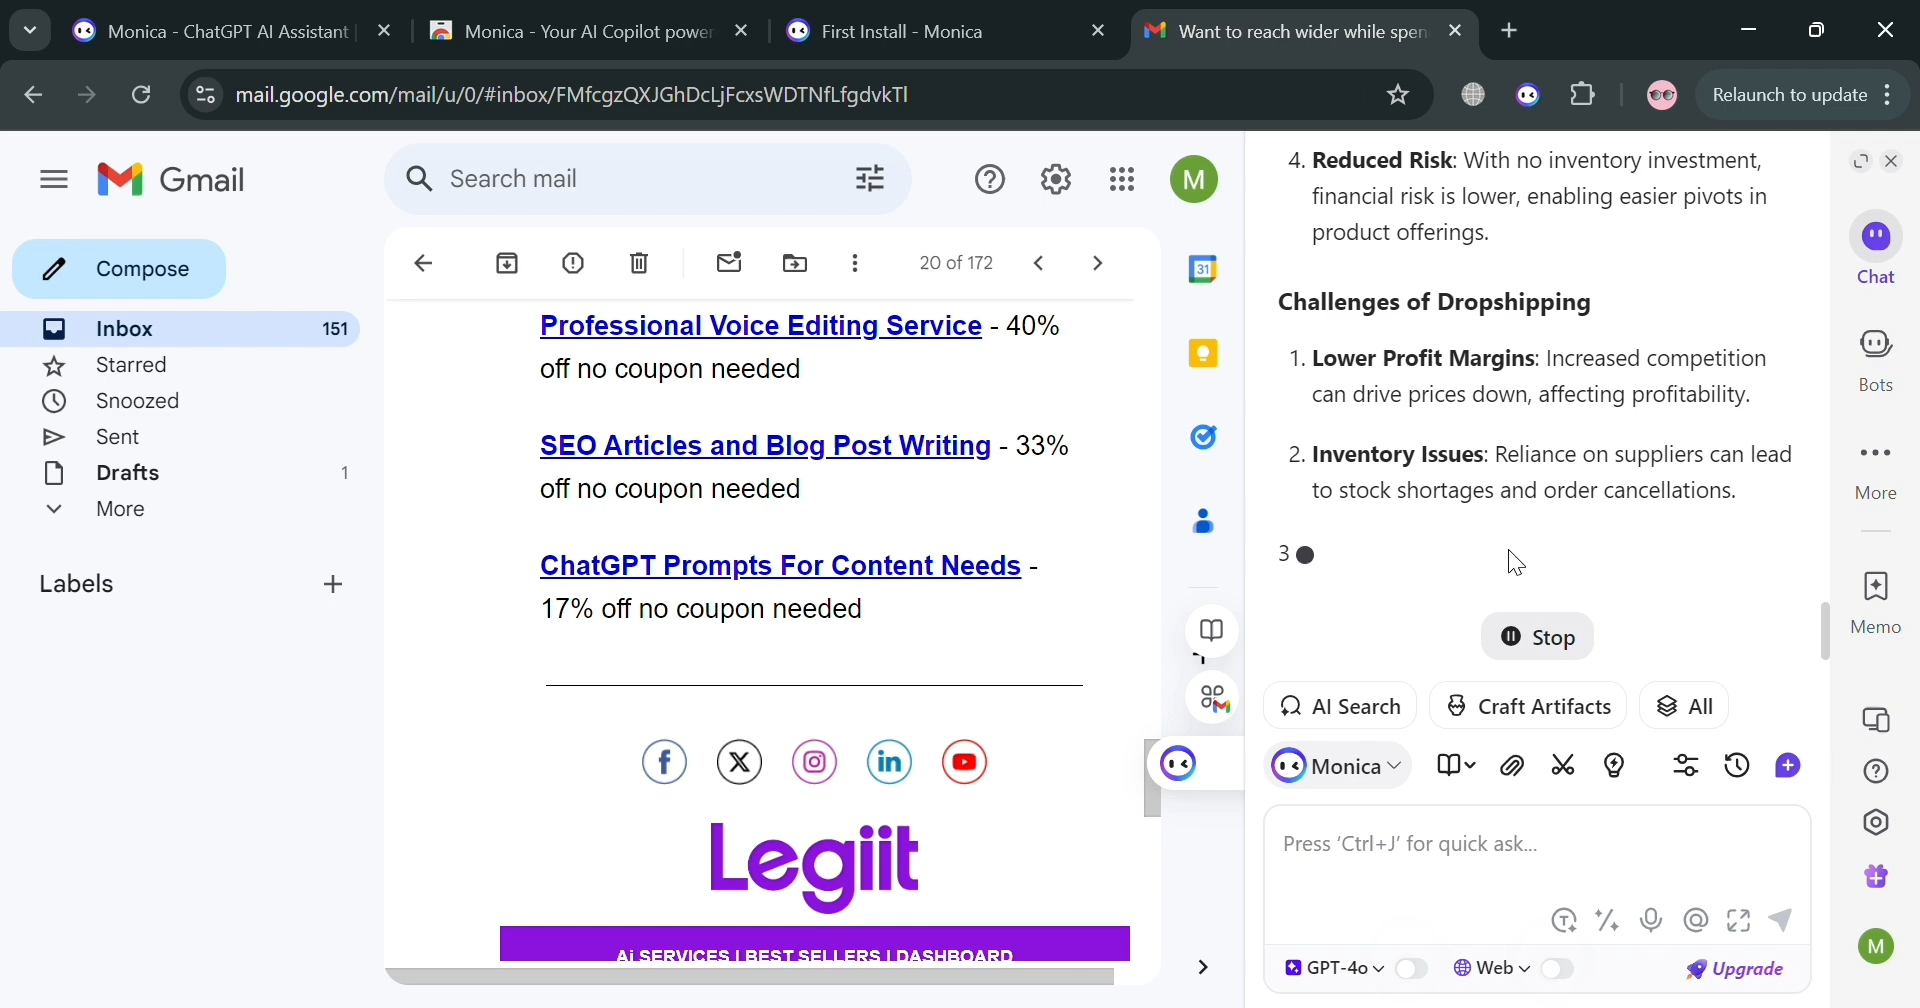 Monica - ChatGPT AI Assistant
Monica - Your AI Copilot power
First Install - Monica
Want to reach wider while spen
mail.google.com/mail/u/0/#inbox/FMfcgzQXJGhDcLjFcxsWDTNfLfgdvkTl
Relaunch to update
Gmail
Search mail
M
Compose
20 of 172
Inbox 151
Starred
Snoozed
Sent
Drafts 1
More
Labels
Professional Voice Editing Service - 40%
off no coupon needed
SEO Articles and Blog Post Writing - 33%
off no coupon needed
ChatGPT Prompts For Content Needs -
17% off no coupon needed
Legiit
Ai SERVICES | BEST SELLERS | DASHBOARD
31
4. Reduced Risk: With no inventory investment,
financial risk is lower, enabling easier pivots in
product offerings.
Challenges of Dropshipping
1. Lower Profit Margins: Increased competition
can drive prices down, affecting profitability.
2. Inventory Issues: Reliance on suppliers can lead
to stock shortages and order cancellations.
3
Stop
AI Search
Craft Artifacts
All
Monica
Press 'Ctrl+J' for quick ask...
GPT-4o
Web
Upgrade
Chat
Bots
More
Memo
M